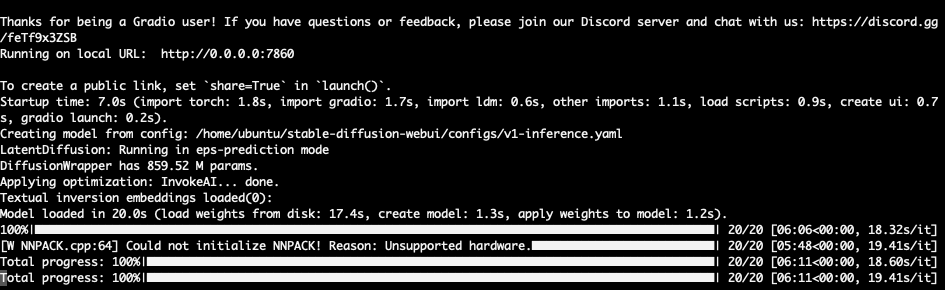 Thanks for being a Gradio user! If you have questions or feedback, please join our Discord server and chat with us: https://discord.gg
/feTf9x3ZSB
Running on local URL:  http://0.0.0.0:7860
To create a public link, set `share=True` in `launch()`.
Startup time: 7.0s (import torch: 1.8s, import gradio: 1.7s, import ldm: 0.6s, other imports: 1.1s, load scripts: 0.9s, create ui: 0.7
s, gradio launch: 0.2s).
Creating model from config: /home/ubuntu/stable-diffusion-webui/configs/v1-inference.yaml
LatentDiffusion: Running in eps-prediction mode
DiffusionWrapper has 859.52 M params.
Applying optimization: InvokeAI... done.
Textual inversion embeddings loaded(0):
Model loaded in 20.0s (load weights from disk: 17.4s, create model: 1.3s, apply weights to model: 1.2s).
100%| | 20/20 [06:06<00:00, 18.32s/it]
[W NNPACK.cpp:64] Could not initialize NNPACK! Reason: Unsupported hardware. | 20/20 [05:48<00:00, 19.41s/it]
Total progress: 100%| | 20/20 [06:11<00:00, 18.60s/it]
Total progress: 100%| | 20/20 [06:11<00:00, 19.41s/it]